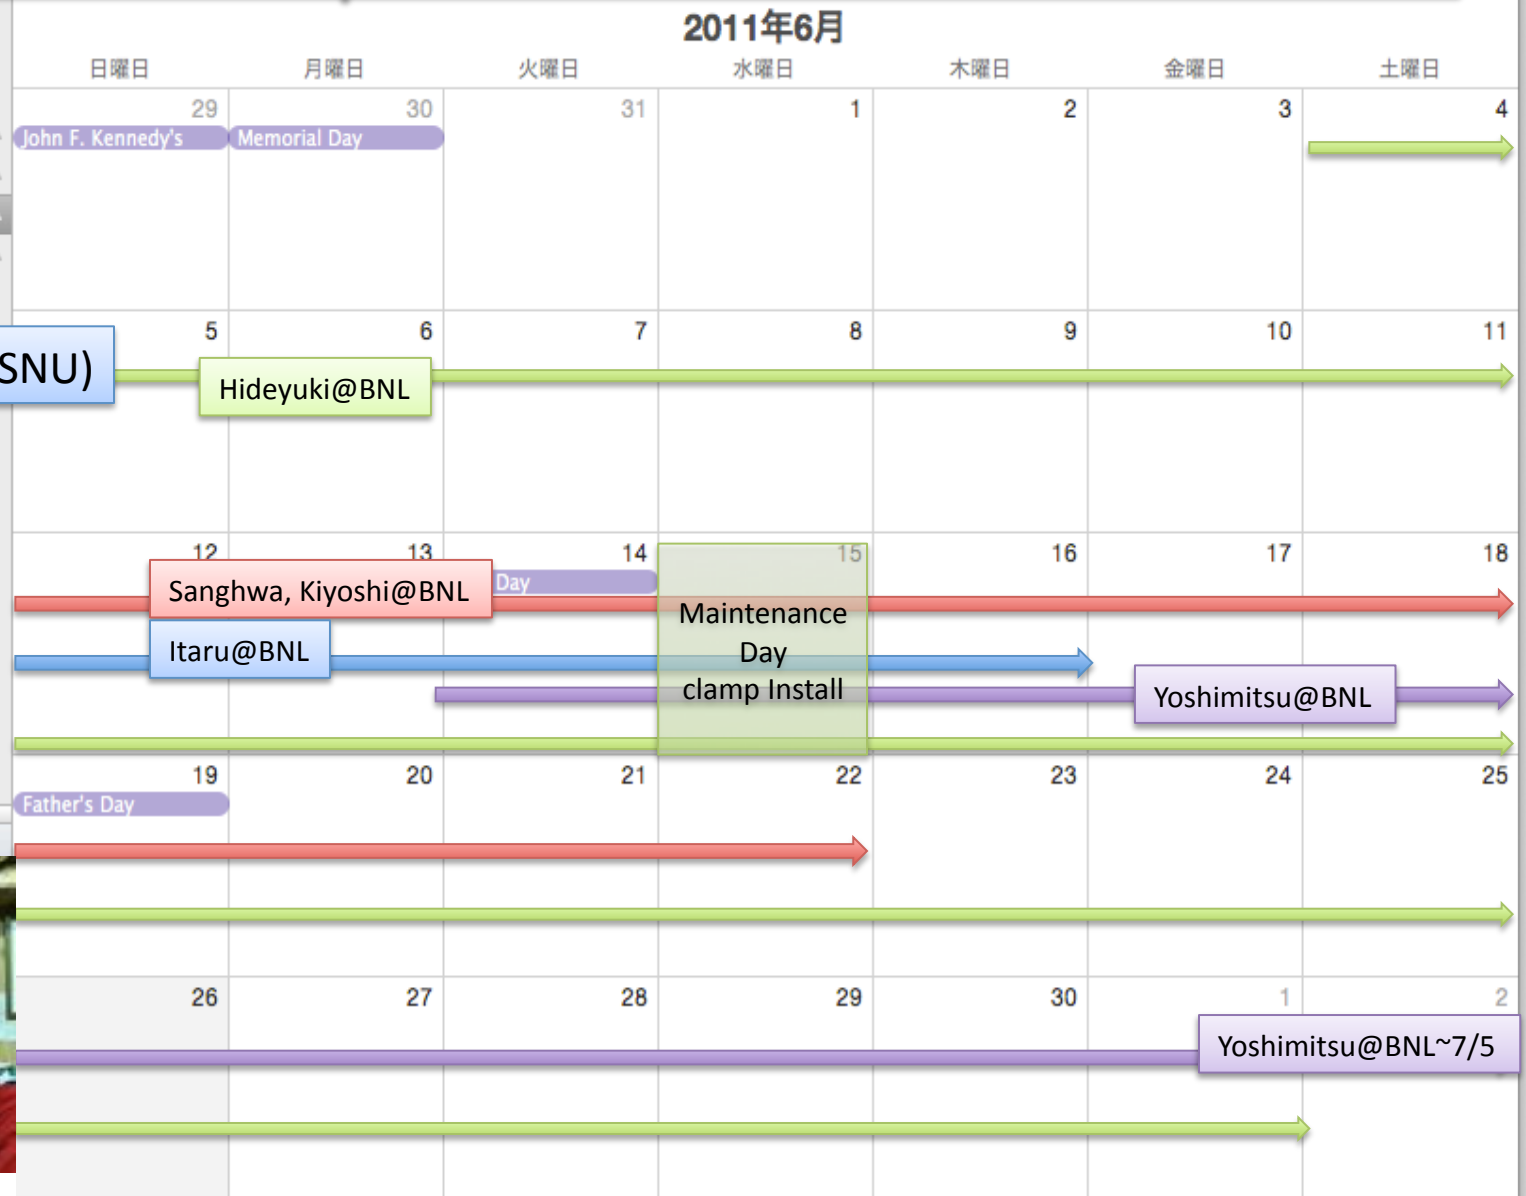 2011年6月
日曜日 月曜日 火曜日 水曜日 木曜日 金曜日 土曜日
29 30 31 1 2 3 4
John F. Kennedy's Memorial Day
5 6 7 8 9 10 11
SNU)
Hideyuki@BNL
12 13 14 15 16 17 18
Day
Sanghwa, Kiyoshi@BNL
Maintenance
Day
clamp Install
Itaru@BNL
Yoshimitsu@BNL
19 20 21 22 23 24 25
Father's Day
26 27 28 29 30 1 2
Yoshimitsu@BNL~7/5